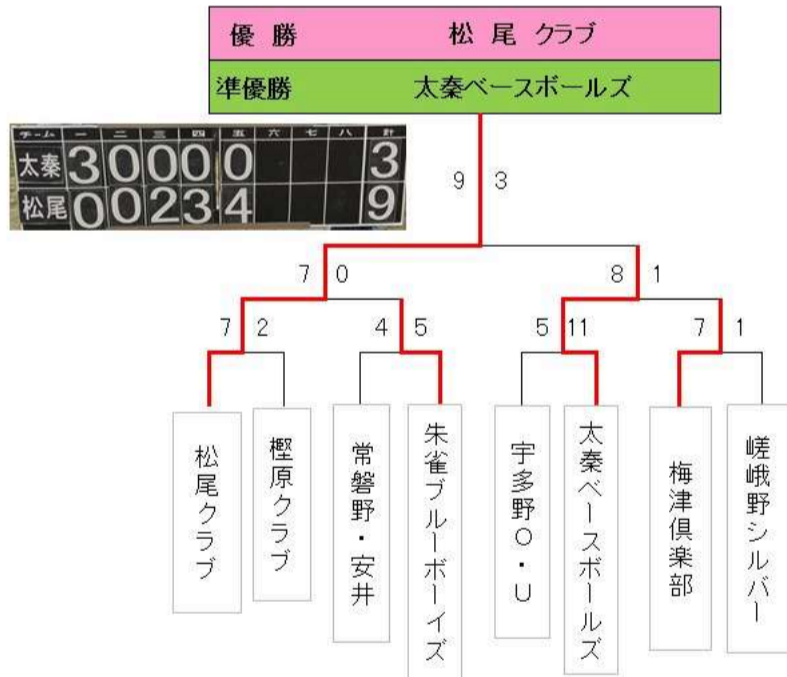 優勝 松尾クラブ
準優勝 太秦ベースボールズ
チーム 一 二 三 四 五 六 七 八 計
太秦 3 0 0 0 0 3
松尾 0 0 2 3 4 9
9 3
7 0 8 1
7 2 4 5 5 11 7 1
松尾クラブ
樫原クラブ
常磐野・安井
朱雀ブルーボーイズ
宇多野O・U
太秦ベースボールズ
梅津倶楽部
嵯峨野シルバー